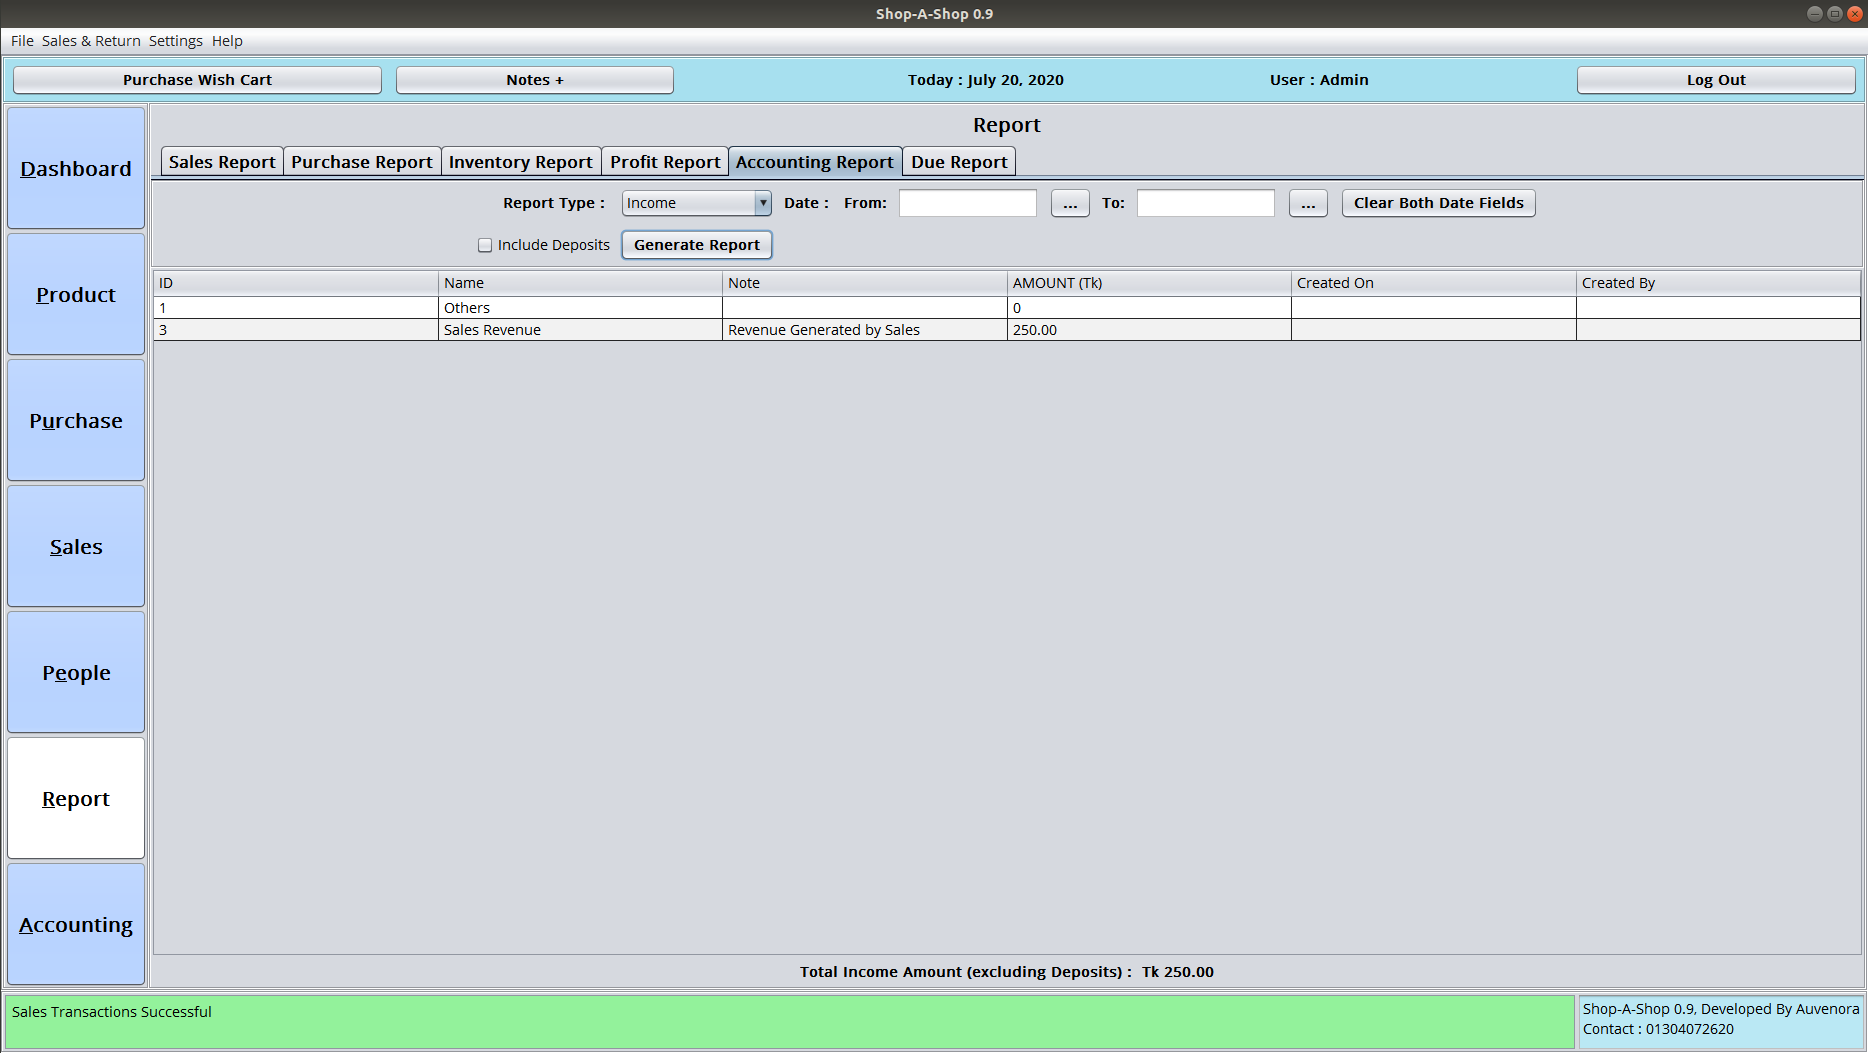 Shop-A-Shop 0.9
File Sales & Return Settings Help
Purchase Wish Cart Notes + Today : July 20, 2020 User : Admin Log Out
Dashboard
Product
Purchase
Sales
People
Report
Accounting
Report
Sales Report Purchase Report Inventory Report Profit Report Accounting Report Due Report
Report Type : Income Date : From: ... To: ... Clear Both Date Fields
Include Deposits Generate Report
ID Name Note AMOUNT (Tk) Created On Created By
1 Others 0
3 Sales Revenue Revenue Generated by Sales 250.00
Total Income Amount (excluding Deposits) : Tk 250.00
Sales Transactions Successful
Shop-A-Shop 0.9, Developed By Auvenora
Contact : 01304072620